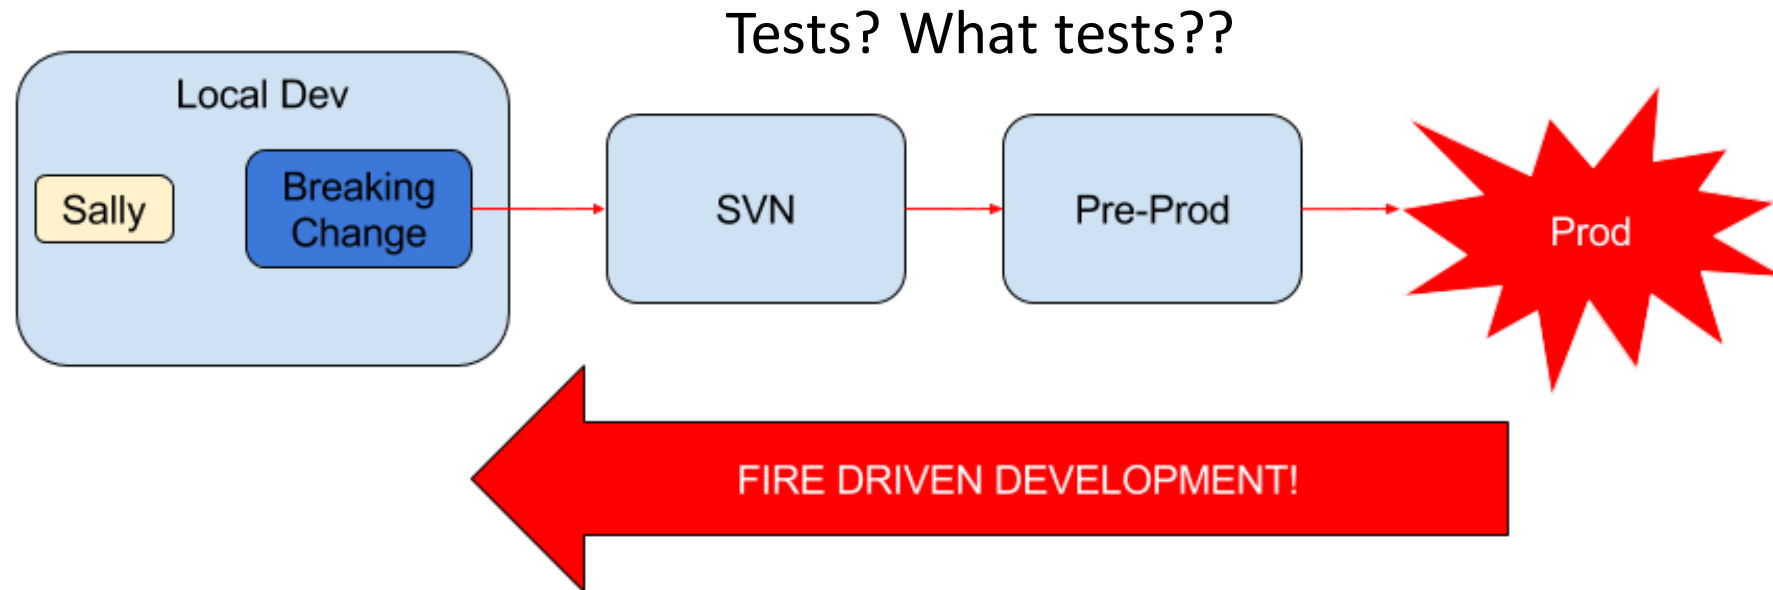 Tests? What tests??
Local Dev
Sally
Breaking
Change
SVN
Pre-Prod
Prod
FIRE DRIVEN DEVELOPMENT!